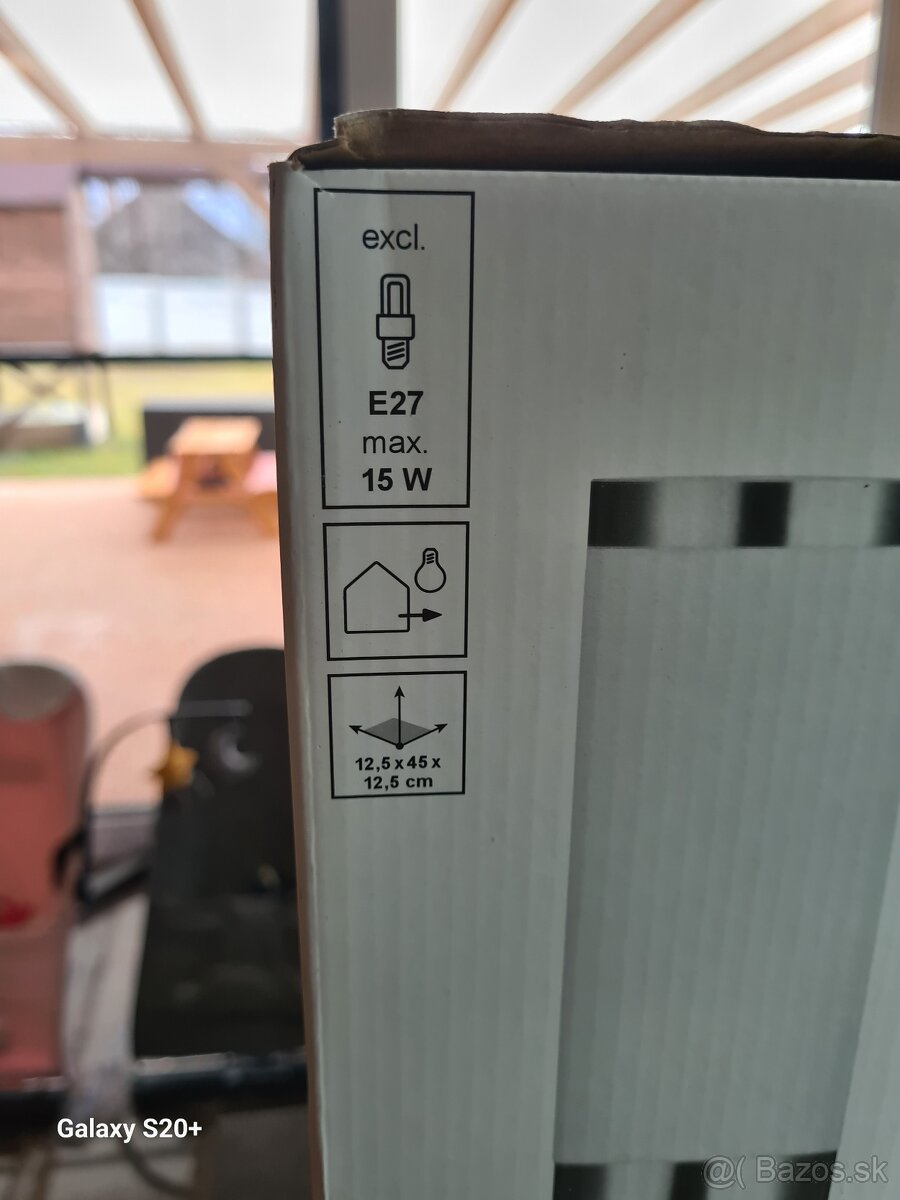 excl.
E27
max.
15 W
12,5 x 45 x
12,5 cm
Galaxy S20+
@( Bazos.sk